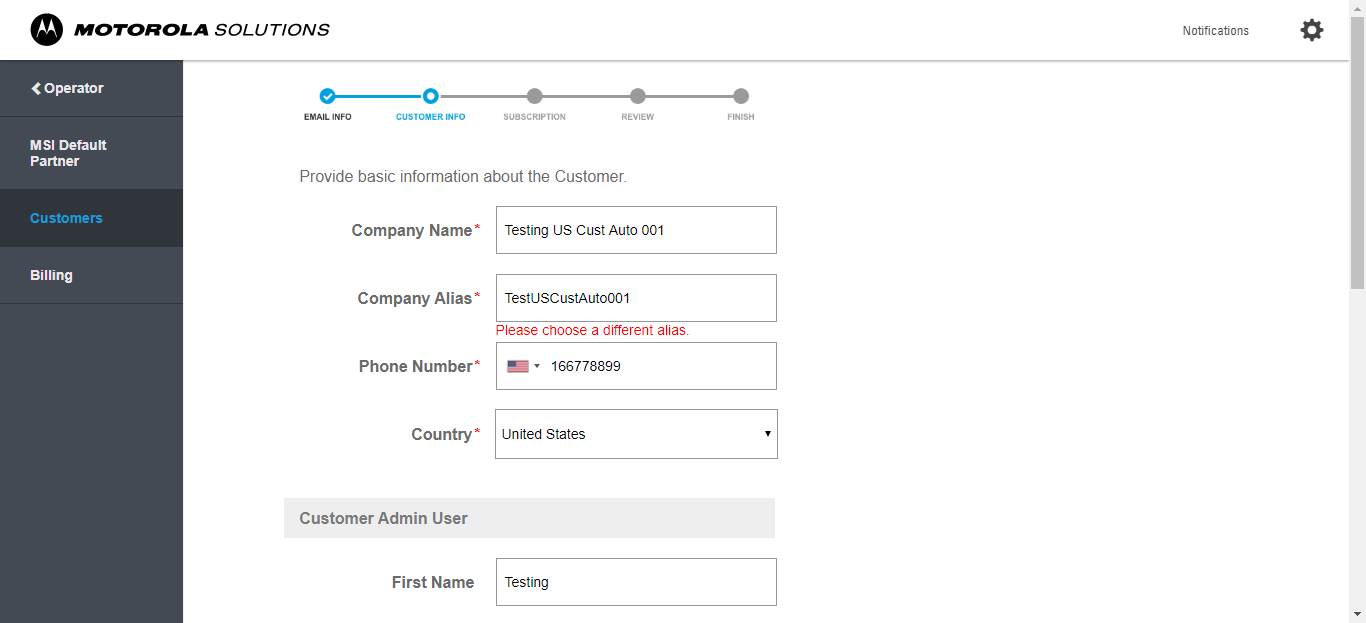 MOTOROLA SOLUTIONS
Notifications
Operator
MSI Default
Partner
Customers
Billing
EMAIL INFO
CUSTOMER INFO
SUBSCRIPTION
REVIEW
FINISH
Provide basic information about the Customer.
Company Name* Testing US Cust Auto 001
Company Alias* TestUSCustAuto001
Please choose a different alias.
Phone Number* 166778899
Country* United States
Customer Admin User
First Name Testing